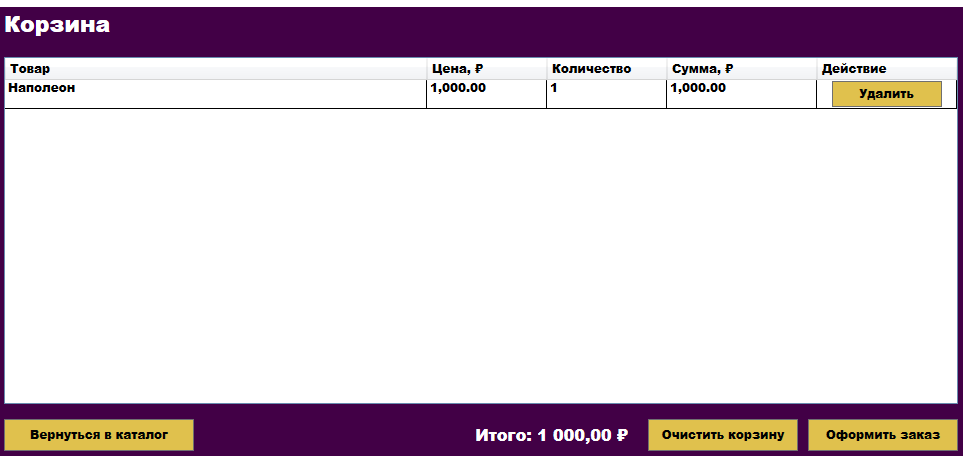 Корзина
Товар Цена, ₽ Количество Сумма, ₽ Действие
Наполеон 1,000.00 1 1,000.00 Удалить
Вернуться в каталог Итого: 1 000,00 ₽ Очистить корзину Оформить заказ